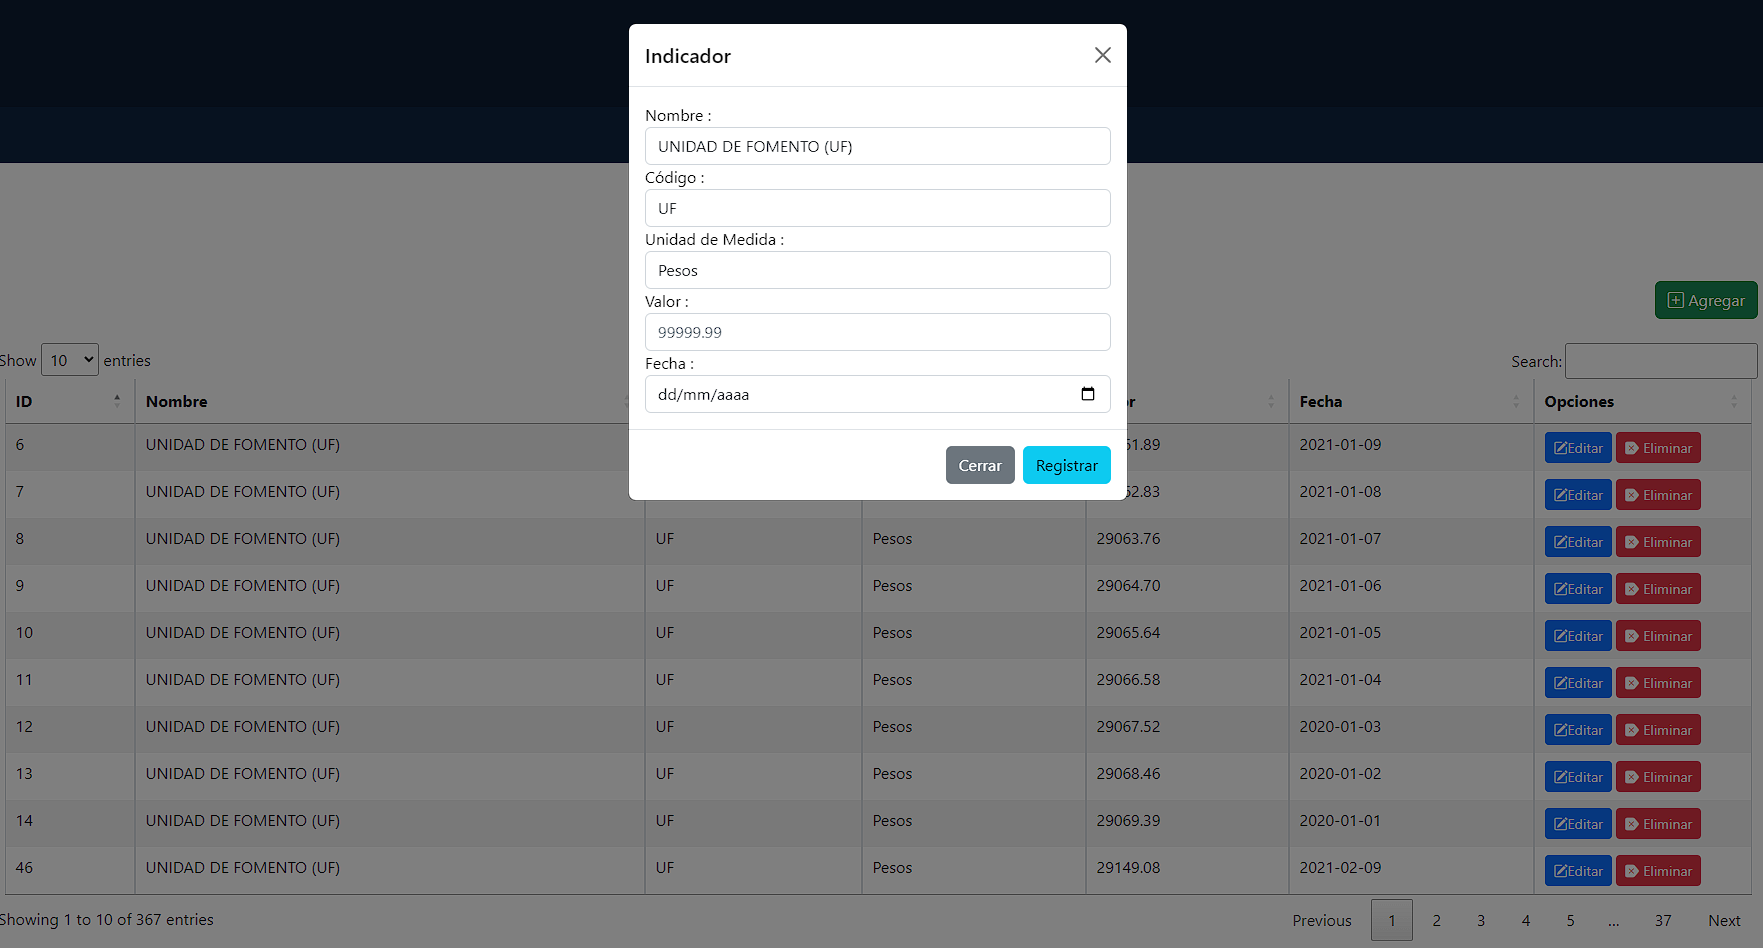 Indicador
Nombre :
UNIDAD DE FOMENTO (UF)
Código :
UF
Unidad de Medida :
Pesos
Valor :
99999.99
Fecha :
dd/mm/aaaa
Cerrar Registrar
Agregar
Show 10 entries Search:
ID Nombre Fecha Opciones
6 UNIDAD DE FOMENTO (UF) 2021-01-09 Editar Eliminar
7 UNIDAD DE FOMENTO (UF) 2021-01-08 Editar Eliminar
8 UNIDAD DE FOMENTO (UF) UF Pesos 29063.76 2021-01-07 Editar Eliminar
9 UNIDAD DE FOMENTO (UF) UF Pesos 29064.70 2021-01-06 Editar Eliminar
10 UNIDAD DE FOMENTO (UF) UF Pesos 29065.64 2021-01-05 Editar Eliminar
11 UNIDAD DE FOMENTO (UF) UF Pesos 29066.58 2021-01-04 Editar Eliminar
12 UNIDAD DE FOMENTO (UF) UF Pesos 29067.52 2020-01-03 Editar Eliminar
13 UNIDAD DE FOMENTO (UF) UF Pesos 29068.46 2020-01-02 Editar Eliminar
14 UNIDAD DE FOMENTO (UF) UF Pesos 29069.39 2020-01-01 Editar Eliminar
46 UNIDAD DE FOMENTO (UF) UF Pesos 29149.08 2021-02-09 Editar Eliminar
Showing 1 to 10 of 367 entries Previous 1 2 3 4 5 ... 37 Next